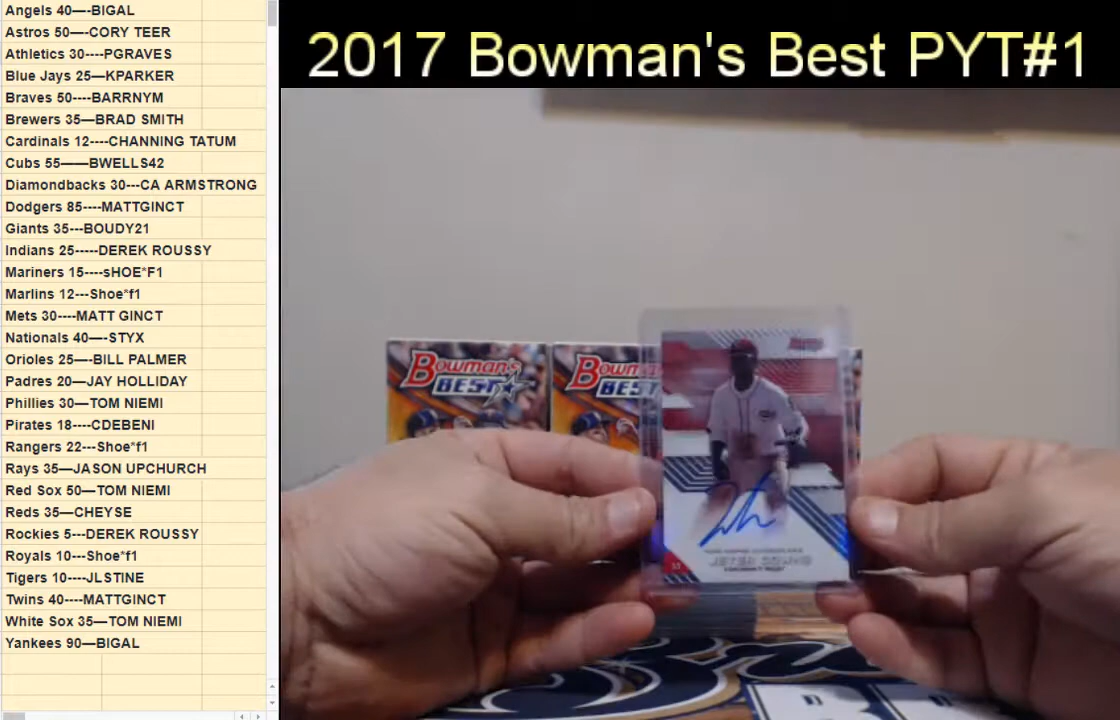 Angels 40—-BIGAL
Astros 50—-CORY TEER
Athletics 30----PGRAVES
Blue Jays 25—KPARKER
Braves 50----BARRNYM
Brewers 35—BRAD SMITH
Cardinals 12----CHANNING TATUM
Cubs 55——BWELLS42
Diamondbacks 30---CA ARMSTRONG
Dodgers 85----MATTGINCT
Giants 35---BOUDY21
Indians 25-----DEREK ROUSSY
Mariners 15----sHOE*F1
Marlins 12---Shoe*f1
Mets 30----MATT GINCT
Nationals 40—-STYX
Orioles 25—-BILL PALMER
Padres 20—JAY HOLLIDAY
Phillies 30—TOM NIEMI
Pirates 18----CDEBENI
Rangers 22---Shoe*f1
Rays 35—JASON UPCHURCH
Red Sox 50—TOM NIEMI
Reds 35—CHEYSE
Rockies 5---DEREK ROUSSY
Royals 10---Shoe*f1
Tigers 10----JLSTINE
Twins 40----MATTGINCT
White Sox 35—TOM NIEMI
Yankees 90—BIGAL
2017 Bowman's Best PYT#1
Bowman's
BEST
Bowman's
BEST
JETER DOWNS